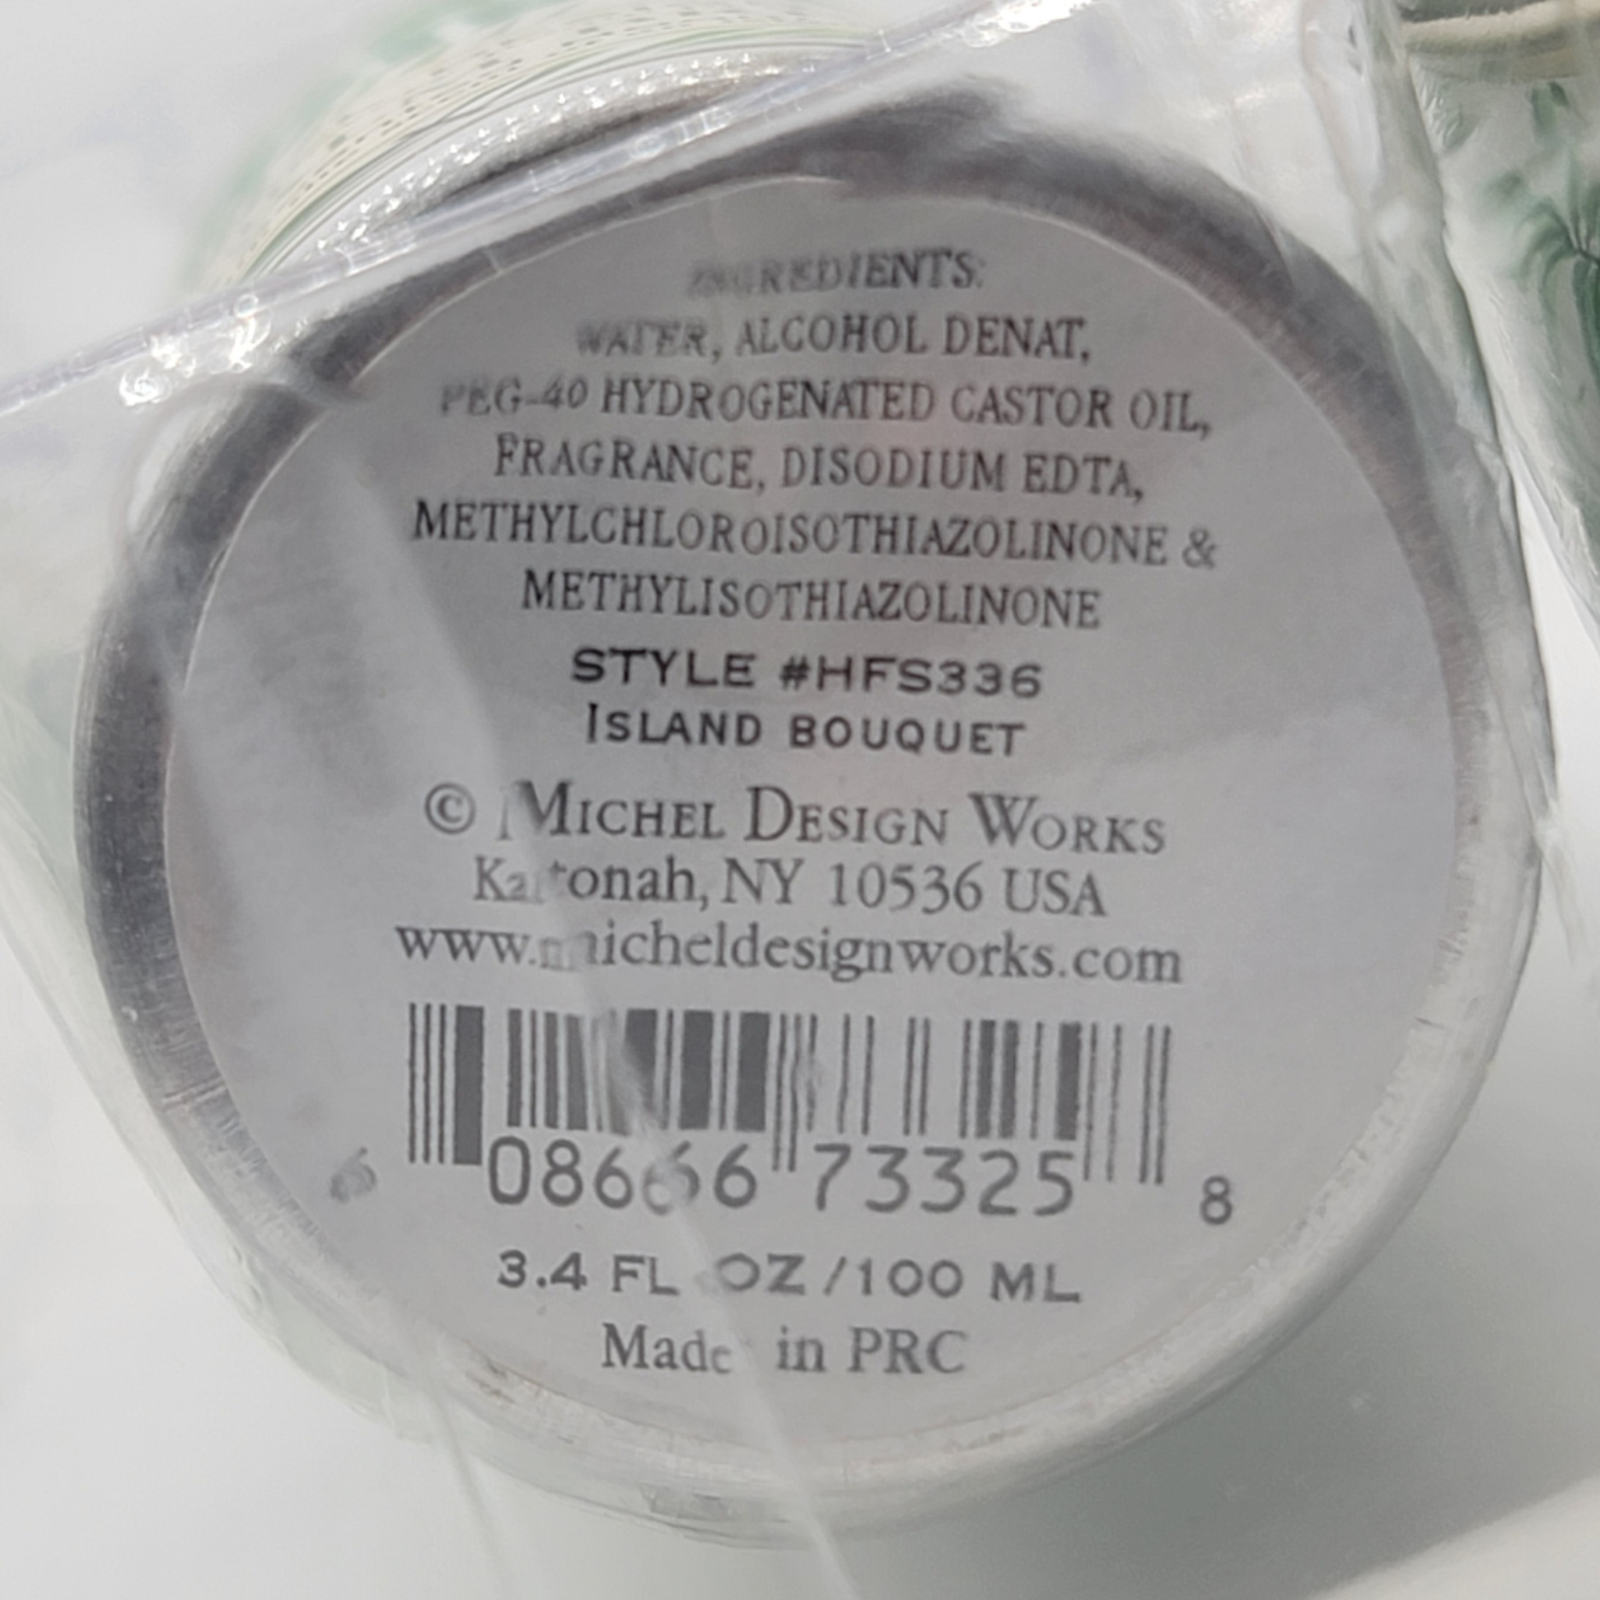 INGREDIENTS:
WATER, ALCOHOL DENAT,
PEG-40 HYDROGENATED CASTOR OIL,
FRAGRANCE, DISODIUM EDTA,
METHYLCHLOROISOTHIAZOLINONE &
METHYLISOTHIAZOLINONE
STYLE #HFS336
ISLAND BOUQUET
© MICHEL DESIGN WORKS
Katonah, NY 10536 USA
www.micheldesignworks.com
6 08666 73325 8
3.4 FL OZ /100 ML
Made in PRC